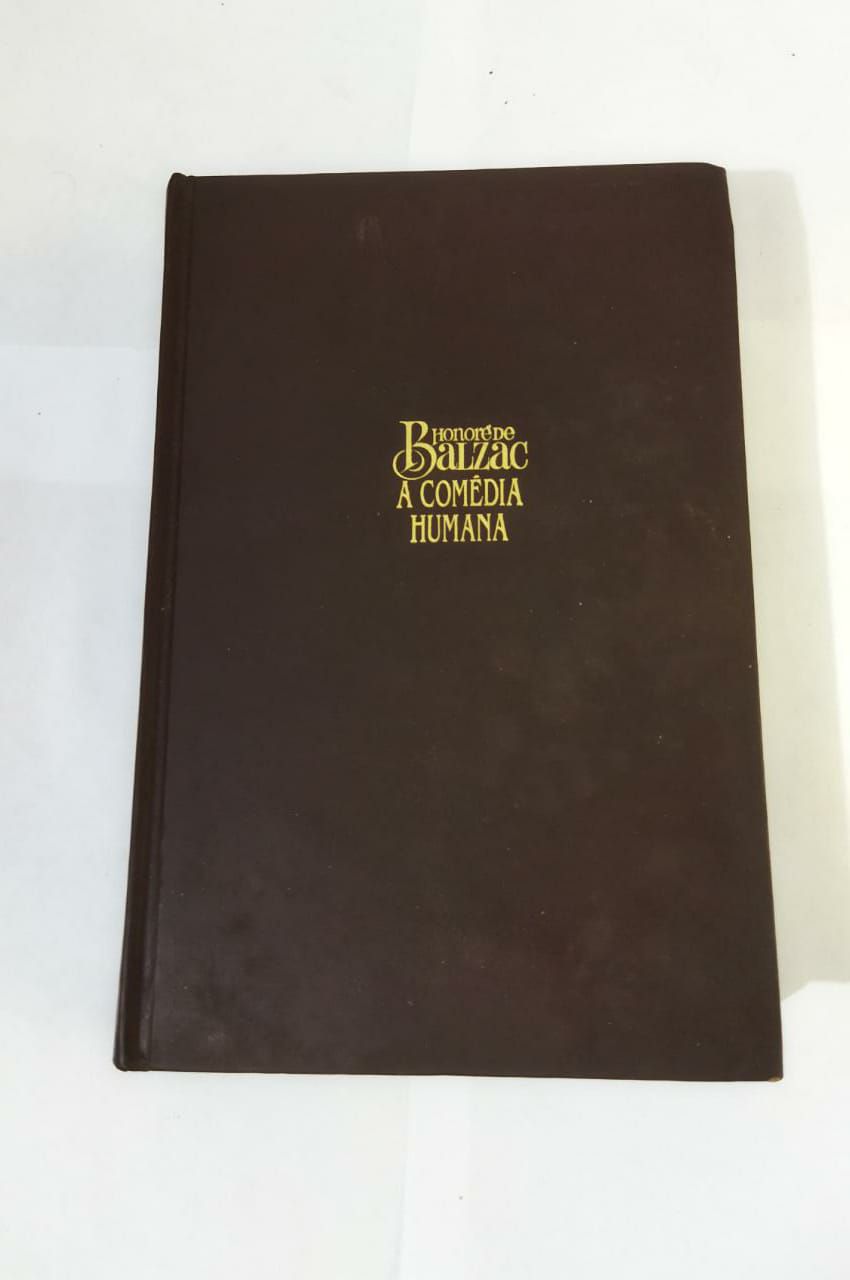 Honoré de
Balzac
A COMÉDIA
HUMANA